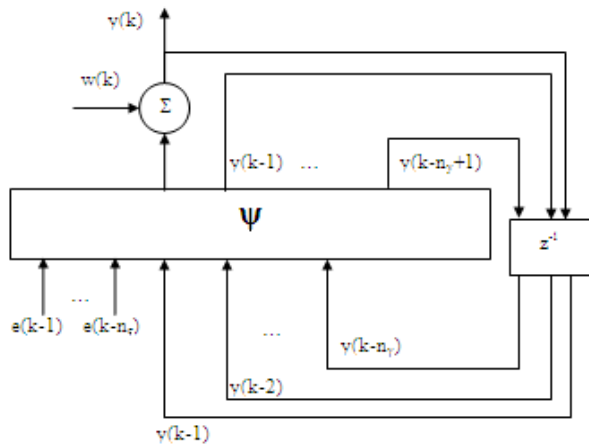 y(k)
w(k)
Σ
y(k-1) ... y(k-n_y+1)
Ψ
z⁻¹
...
e(k-1) e(k-n_e)
...
y(k-n_y)
y(k-2)
y(k-1)